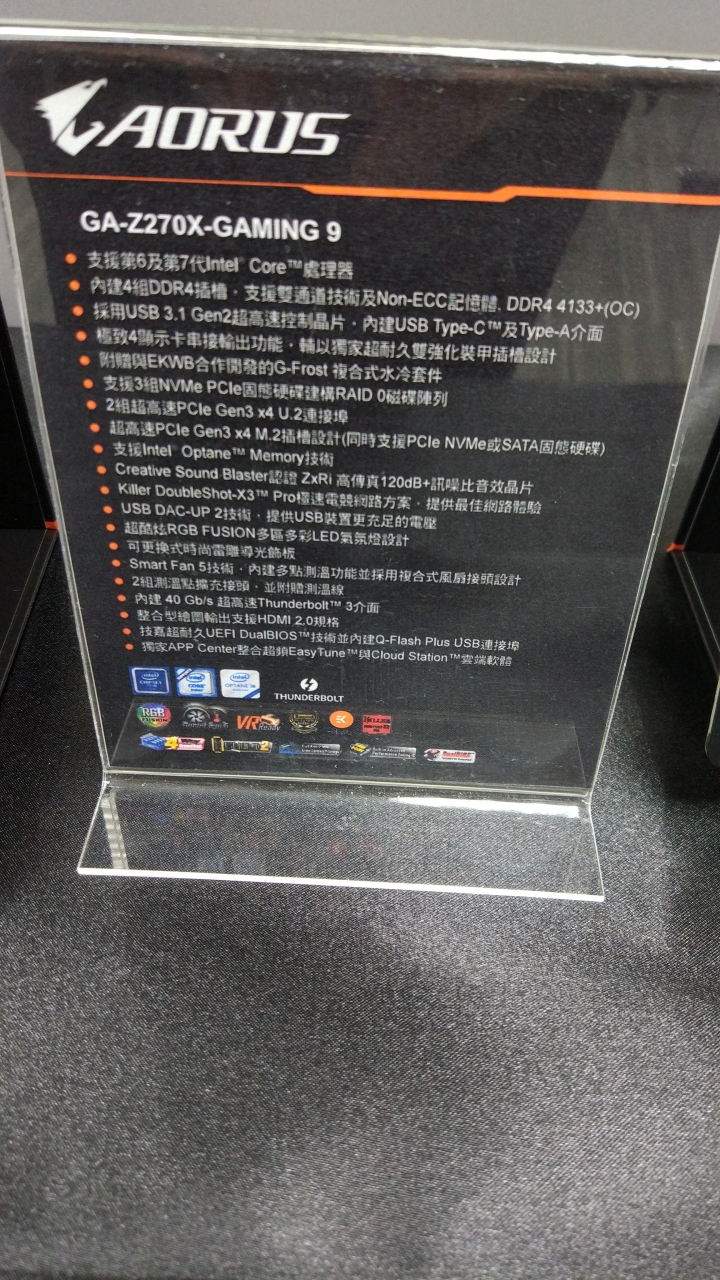 AORUS
GA-Z270X-GAMING 9
支援第6及第7代Intel® Core™處理器
內建4組DDR4插槽，支援雙通道技術及Non-ECC記憶體, DDR4 4133+(OC)
採用USB 3.1 Gen2超高速控制晶片，內建USB Type-C™及Type-A介面
極致4顯示卡串接輸出功能，輔以獨家超耐久雙強化裝甲插槽設計
附贈與EKWB合作開發的G-Frost 複合式水冷套件
支援3組NVMe PCIe固態硬碟建構RAID 0磁碟陣列
2組超高速PCIe Gen3 x4 U.2連接埠
超高速PCIe Gen3 x4 M.2插槽設計(同時支援PCIe NVMe或SATA固態硬碟)
支援Intel® Optane™ Memory技術
Creative Sound Blaster認證 ZxRi 高傳真120dB+訊噪比音效晶片
Killer DoubleShot-X3™ Pro極速電競網路方案，提供最佳網路體驗
USB DAC-UP 2技術，提供USB裝置更充足的電壓
超酷炫RGB FUSION多區多彩LED氣氛燈設計
可更換式時尚雷雕導光飾板
Smart Fan 5技術，內建多點測溫功能並採用複合式風扇接頭設計
2組測溫點擴充接頭，並附贈測溫線
內建 40 Gb/s 超高速Thunderbolt™ 3介面
整合型繪圖輸出支援HDMI 2.0規格
技嘉超耐久UEFI DualBIOS™技術並內建Q-Flash Plus USB連接埠
獨家APP Center整合超頻EasyTune™與Cloud Station™雲端軟體
intel CHIPSET intel CORE intel OPTANE THUNDERBOLT
RGB FUSION VR Ready KILLER
4-WAY DualBIOS